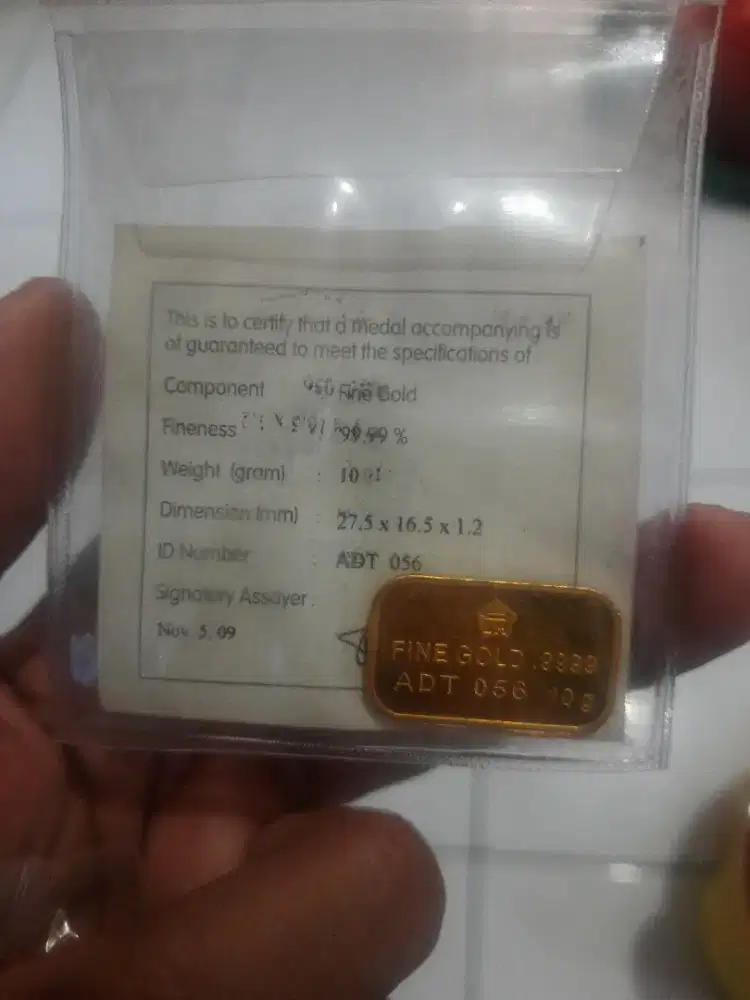 This is to certify that a medal accompanying is
of guaranteed to meet the specifications of
Component Fine Gold
Fineness 99.99 %
Weight (gram) : 10
Dimension (mm) : 27.5 x 16.5 x 1.2
ID Number : ADT 056
Signatory Assayer.
Nov. 5, 09
FINE GOLD .9999
ADT 056 10 g